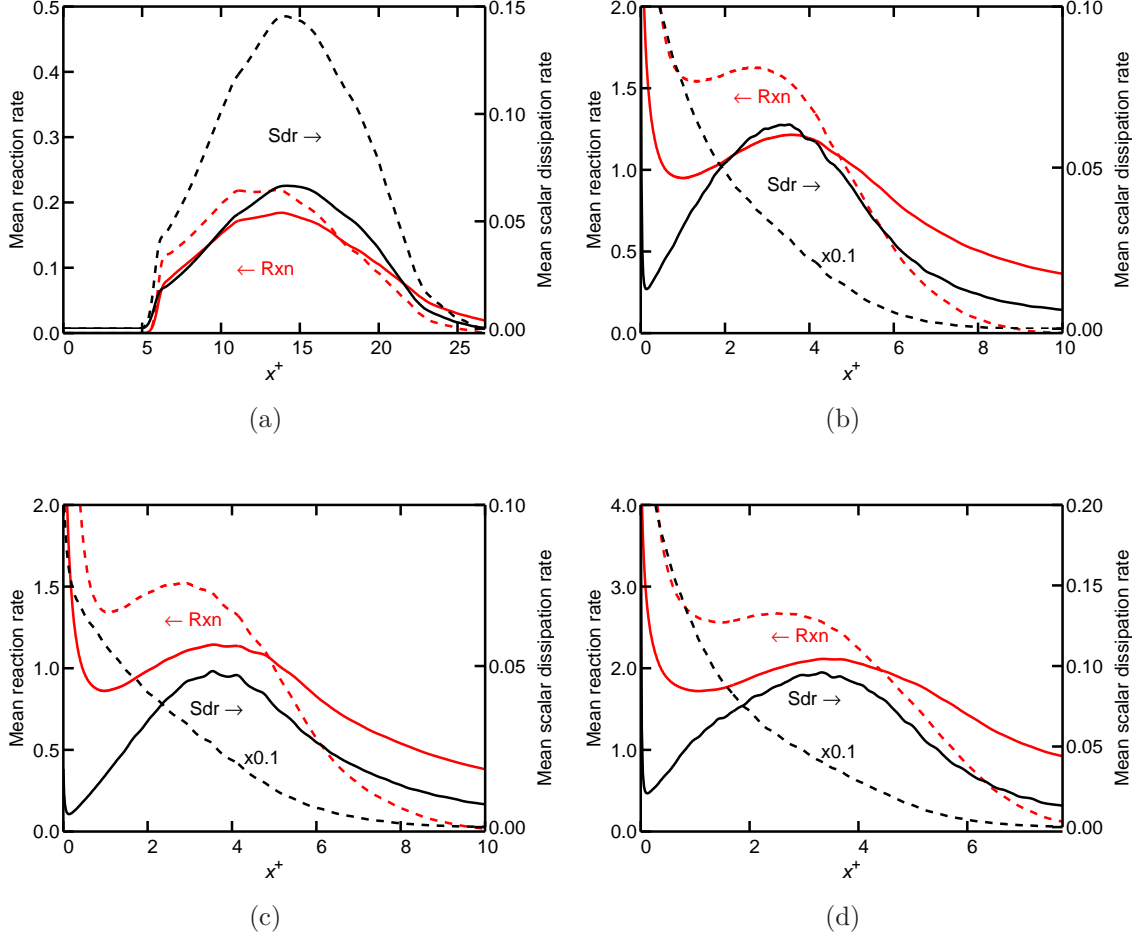 0.5
0.4
0.3
0.2
0.1
0.0
0.15
0.10
0.05
0.00
0
5
10
15
20
25
Mean reaction rate
Mean scalar dissipation rate
x+
Sdr →
← Rxn
(a)
2.0
1.5
1.0
0.5
0.0
0.10
0.05
0.00
0
2
4
6
8
10
Mean reaction rate
Mean scalar dissipation rate
x+
← Rxn
Sdr →
x0.1
(b)
2.0
1.5
1.0
0.5
0.0
0.10
0.05
0.00
0
2
4
6
8
10
Mean reaction rate
Mean scalar dissipation rate
x+
← Rxn
Sdr →
x0.1
(c)
4.0
3.0
2.0
1.0
0.0
0.20
0.15
0.10
0.05
0.00
0
2
4
6
Mean reaction rate
Mean scalar dissipation rate
x+
← Rxn
Sdr →
x0.1
(d)